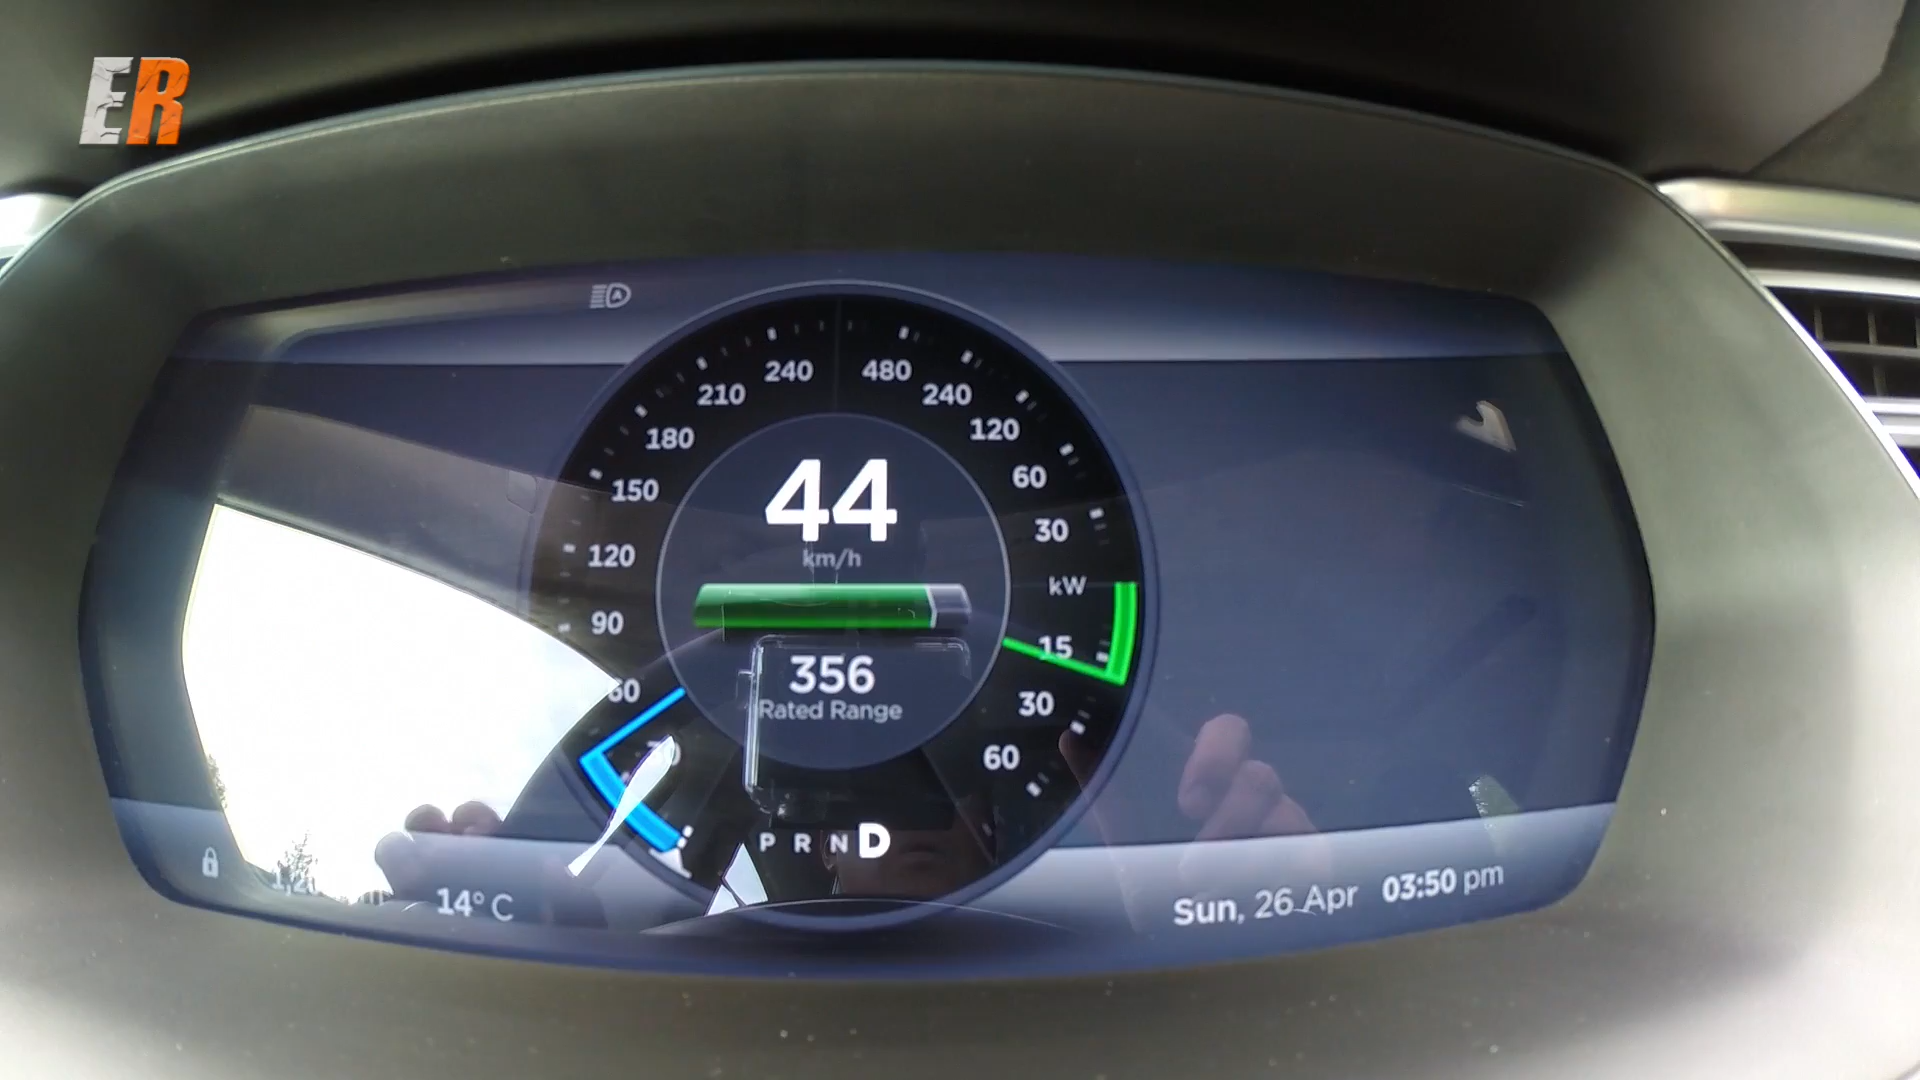 ER
A
240 480
210 240
180 120
150 60
30
120
kW
90
15
60
30
60
44
km/h
356
Rated Range
P R N D
14° C
Sun, 26 Apr 03:50 pm